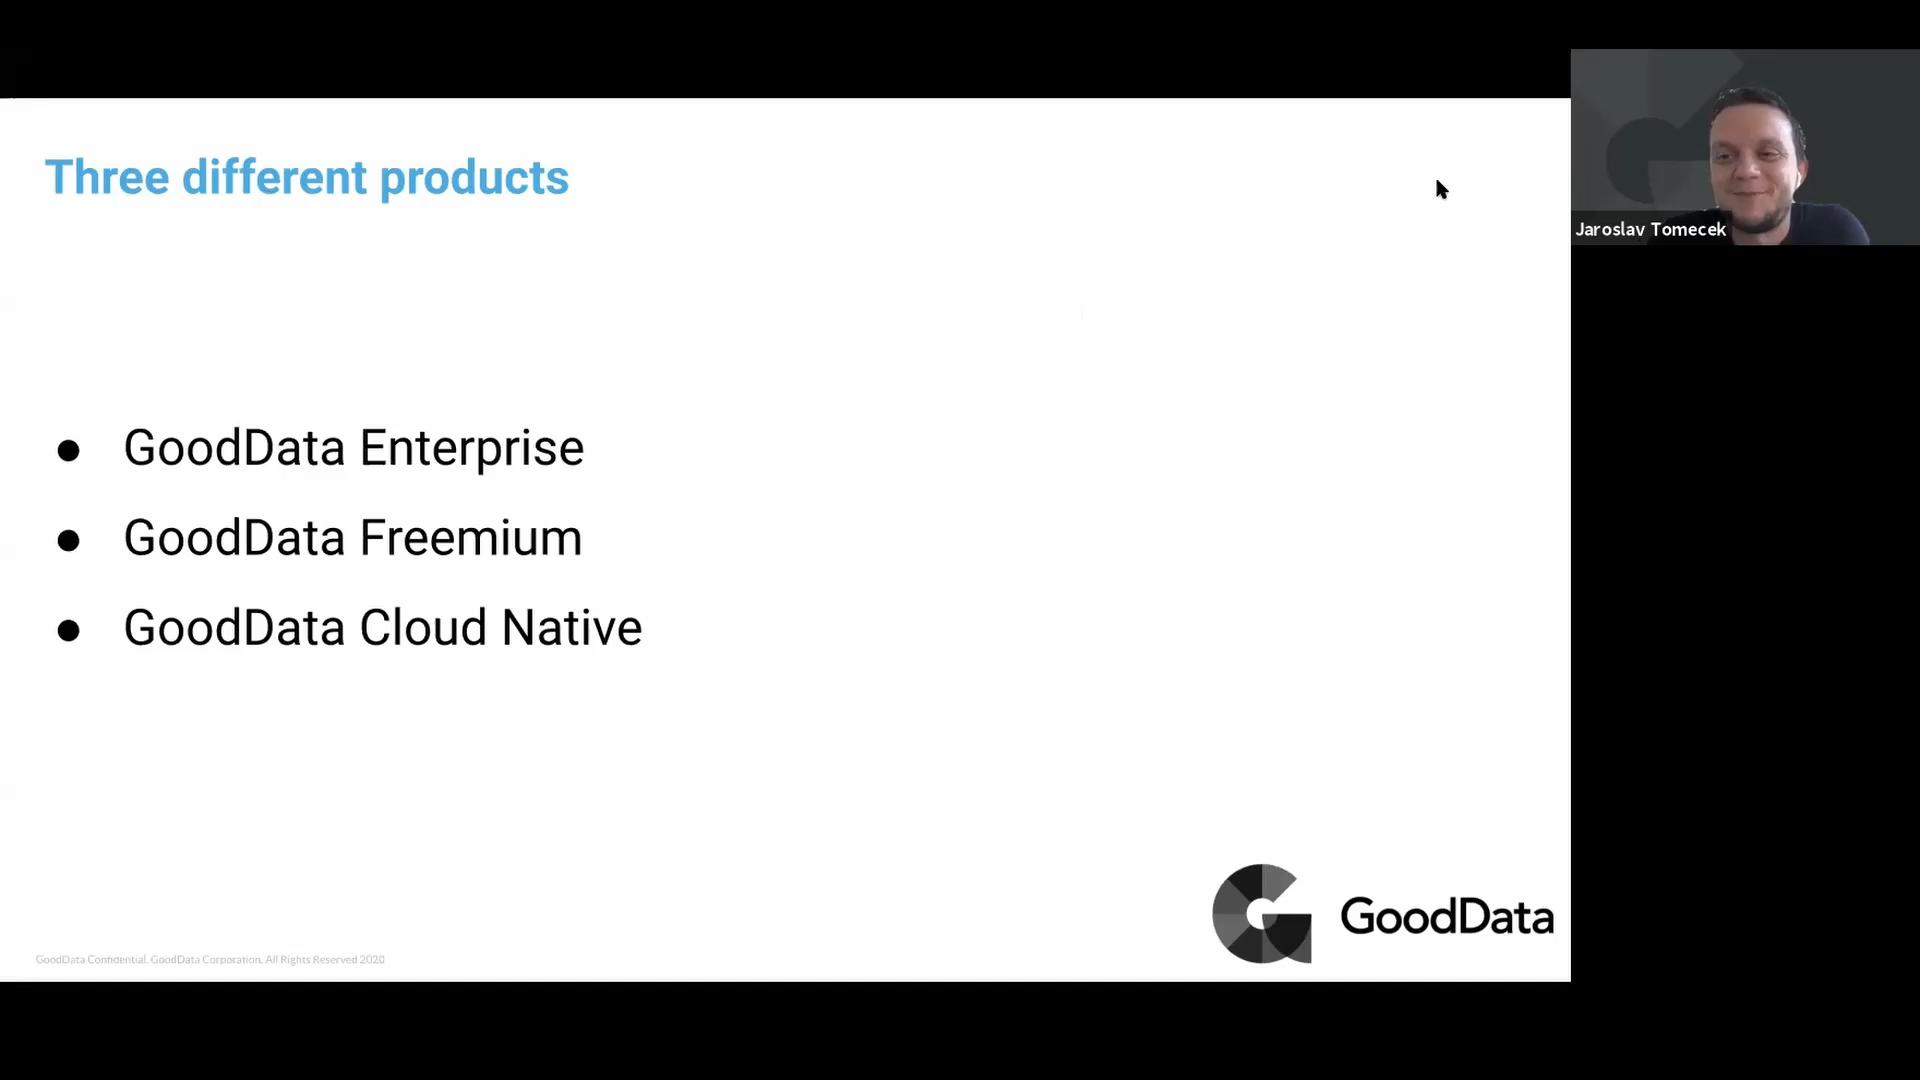 Three different products
Jaroslav Tomecek
● GoodData Enterprise
● GoodData Freemium
● GoodData Cloud Native
GoodData
GoodData Confidential. GoodData Corporation. All Rights Reserved 2020